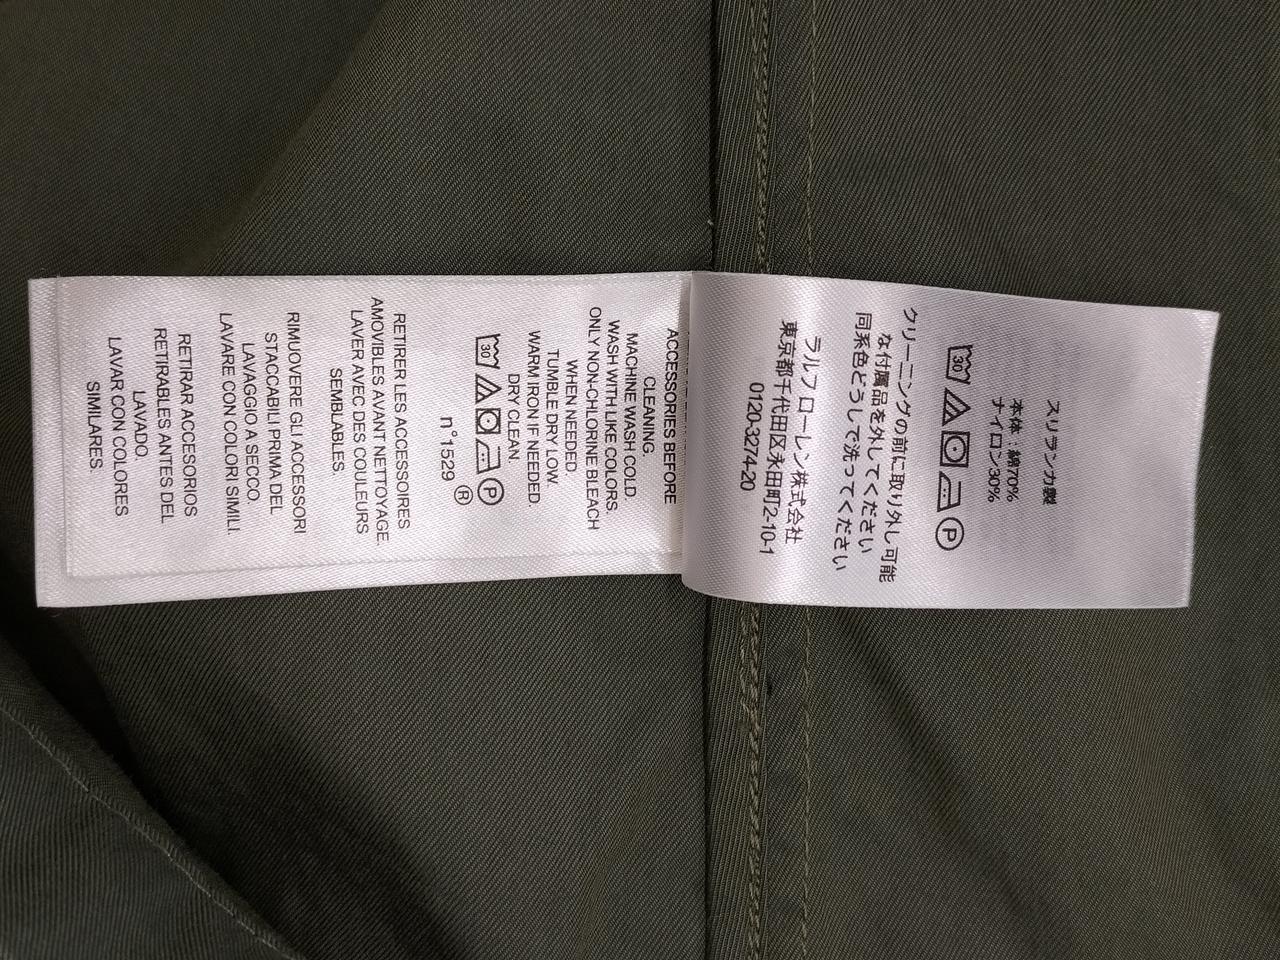 スリランカ製
本体：綿70%
ナイロン30%
30
P
クリーニングの前に取り外し可能
な付属品を外してください
同系色どうしで洗ってください
ラルフ ローレン株式会社
東京都千代田区永田町2-10-1
0120-3274-20
ACCESSORIES BEFORE
CLEANING.
MACHINE WASH COLD.
WASH WITH LIKE COLORS.
ONLY NON-CHLORINE BLEACH
WHEN NEEDED.
TUMBLE DRY LOW.
WARM IRON IF NEEDED.
DRY CLEAN.
30
P
®
n°1529
RETIRER LES ACCESSOIRES
AMOVIBLES AVANT NETTOYAGE.
LAVER AVEC DES COULEURS
SEMBLABLES.
RIMUOVERE GLI ACCESSORI
STACCABILI PRIMA DEL
LAVAGGIO A SECCO.
LAVARE CON COLORI SIMILI.
RETIRAR ACCESORIOS
RETIRABLES ANTES DEL
LAVADO.
LAVAR CON COLORES
SIMILARES